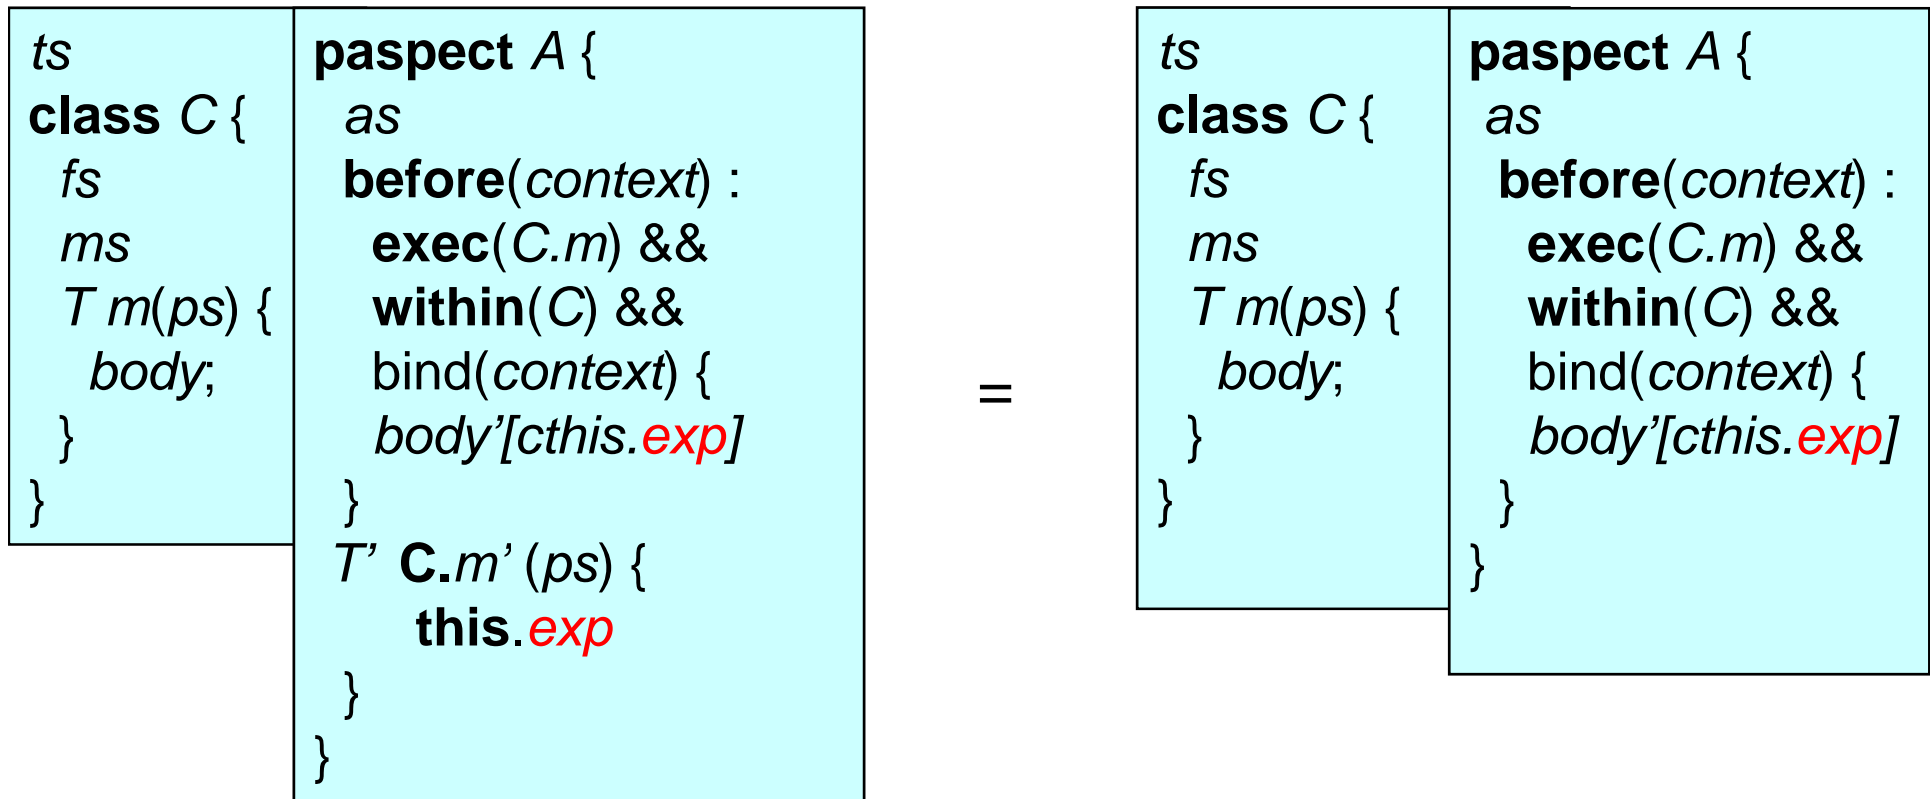 ts
class C {
fs
ms
T m(ps) {
body;
}
}
paspect A {
as
before(context) :
exec(C.m) &&
within(C) &&
bind(context) {
body’[cthis.exp]
}
T’ C.m’ (ps) {
this.exp
}
}
=
ts
class C {
fs
ms
T m(ps) {
body;
}
}
paspect A {
as
before(context) :
exec(C.m) &&
within(C) &&
bind(context) {
body’[cthis.exp]
}
}